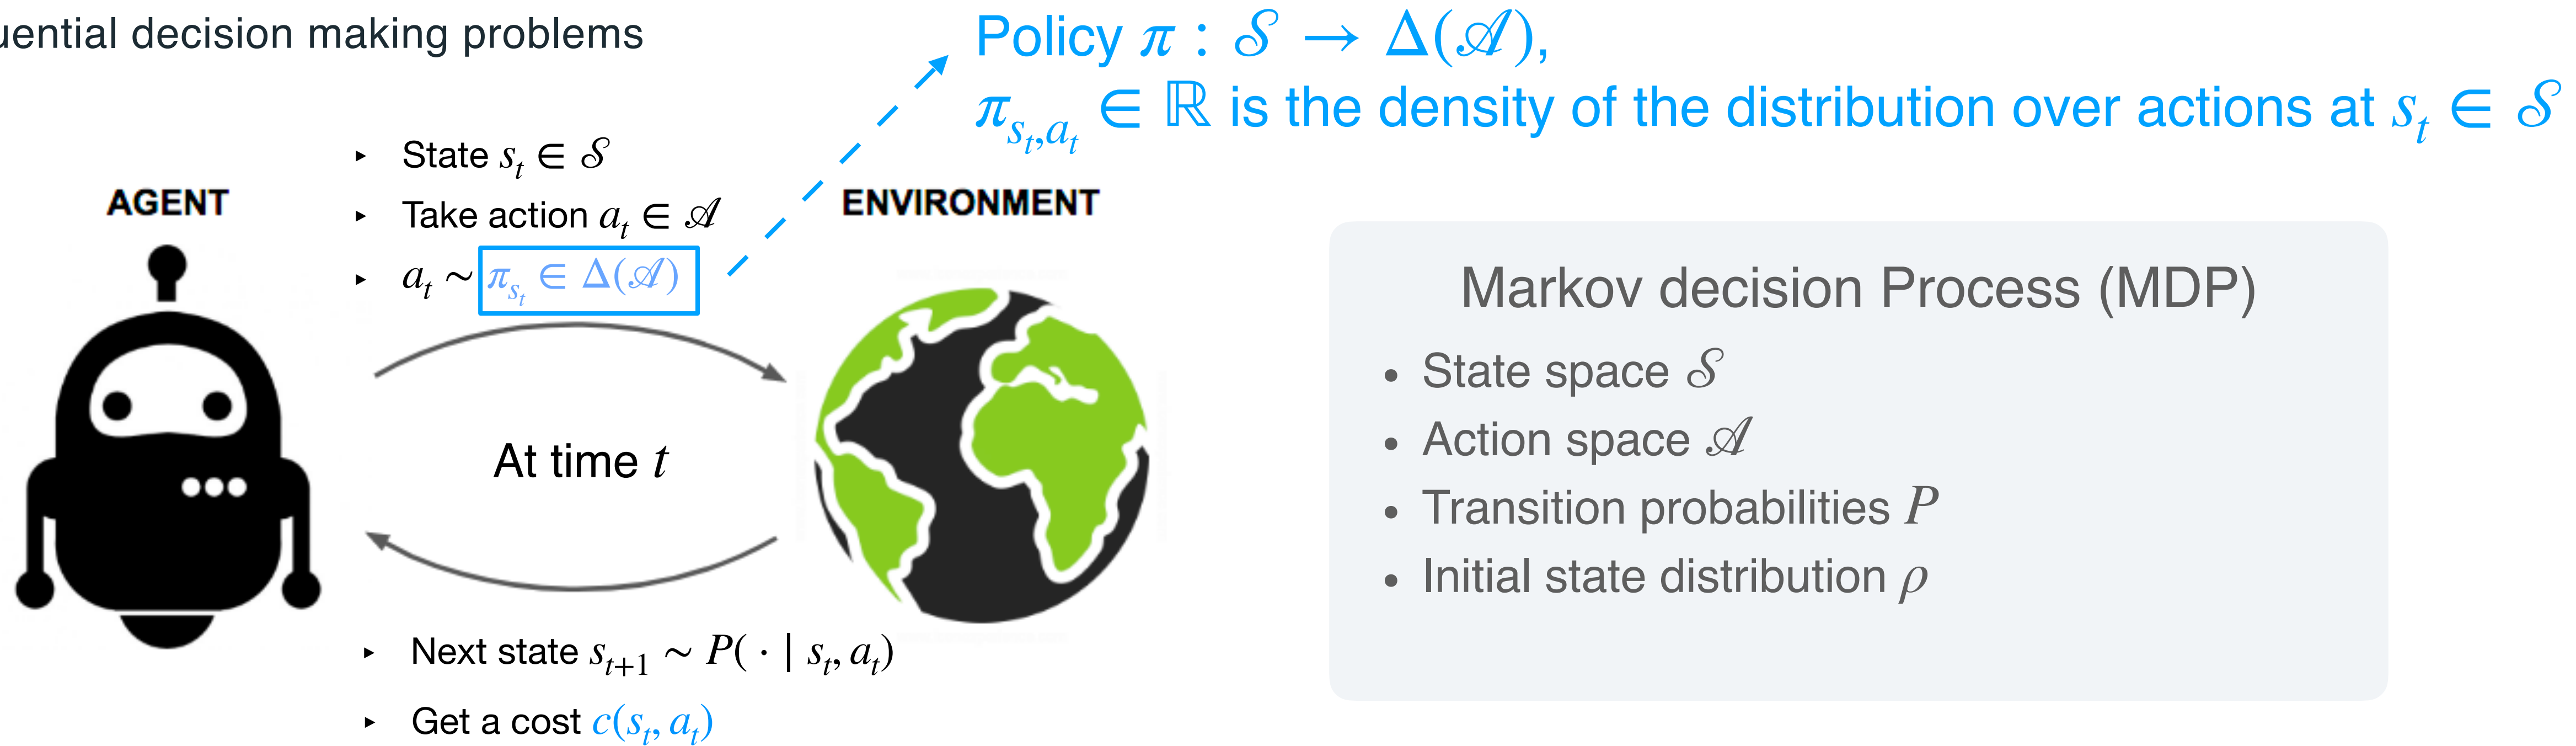 uential decision making problems
Policy π : 𝒮 → Δ(𝒜),
π_{s_t,a_t} ∈ ℝ is the density of the distribution over actions at s_t ∈ 𝒮
▸ State s_t ∈ 𝒮
▸ Take action a_t ∈ 𝒜
▸ a_t ∼ π_{s_t} ∈ Δ(𝒜)
AGENT
ENVIRONMENT
At time t
▸ Next state s_{t+1} ∼ P( · | s_t, a_t)
▸ Get a cost c(s_t, a_t)
Markov decision Process (MDP)
• State space 𝒮
• Action space 𝒜
• Transition probabilities P
• Initial state distribution ρ